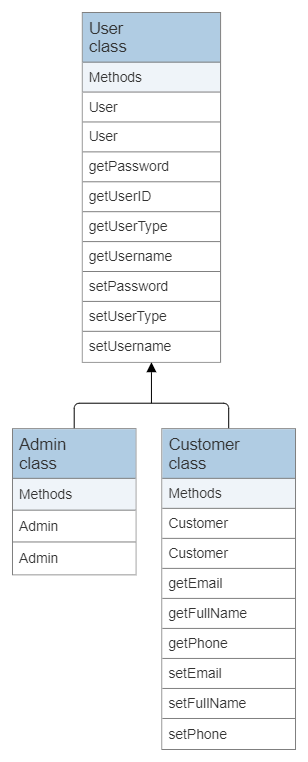 User
class
Methods
User
User
getPassword
getUserID
getUserType
getUsername
setPassword
setUserType
setUsername
Admin
class
Methods
Admin
Admin
Customer
class
Methods
Customer
Customer
getEmail
getFullName
getPhone
setEmail
setFullName
setPhone